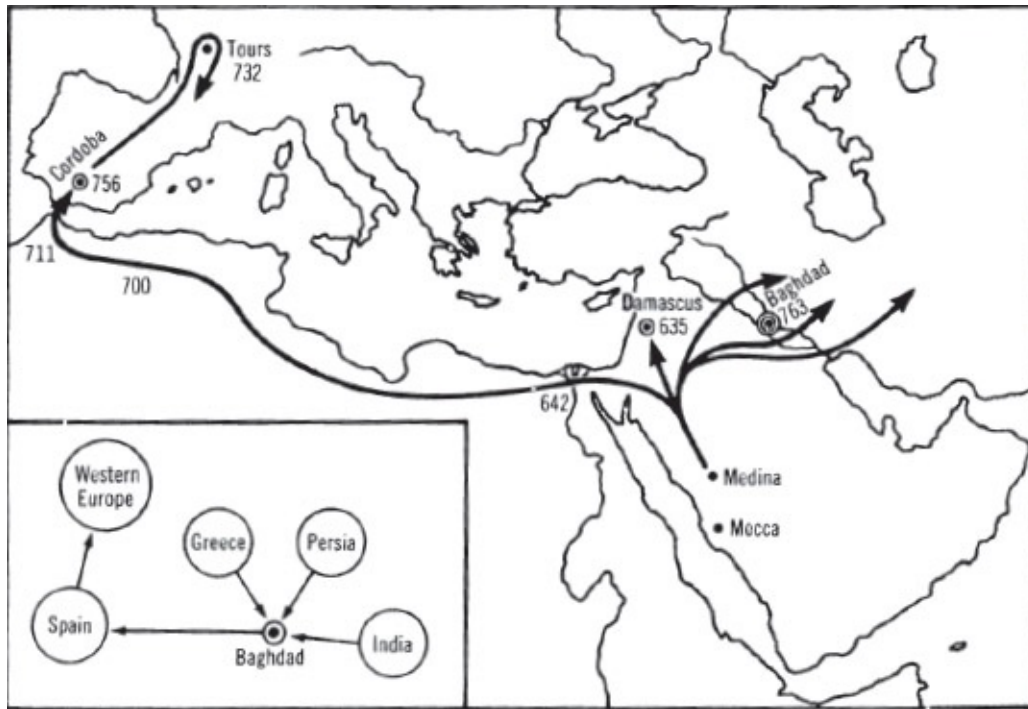 Tours
732
Cordoba
756
711
700
Damascus
635
Baghdad
763
642
Medina
Mecca
Western
Europe
Greece
Persia
Spain
Baghdad
India